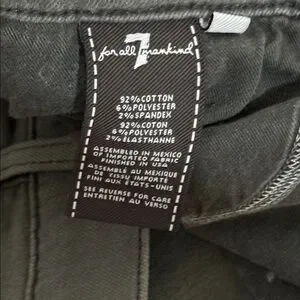 7
for all mankind
92% COTTON
6% POLYESTER
2% SPANDEX
92% COTON
6% POLYESTER
2% ÉLASTHANNE
ASSEMBLED IN MEXICO
OF IMPORTED FABRIC
FINISHED IN USA
ASSEMBLÉ AU MEXIQUE
DE TISSU IMPORTÉ
FINI AUX ÉTATS-UNIS
SEE REVERSE FOR CARE
ENTRETIEN AU VERSO